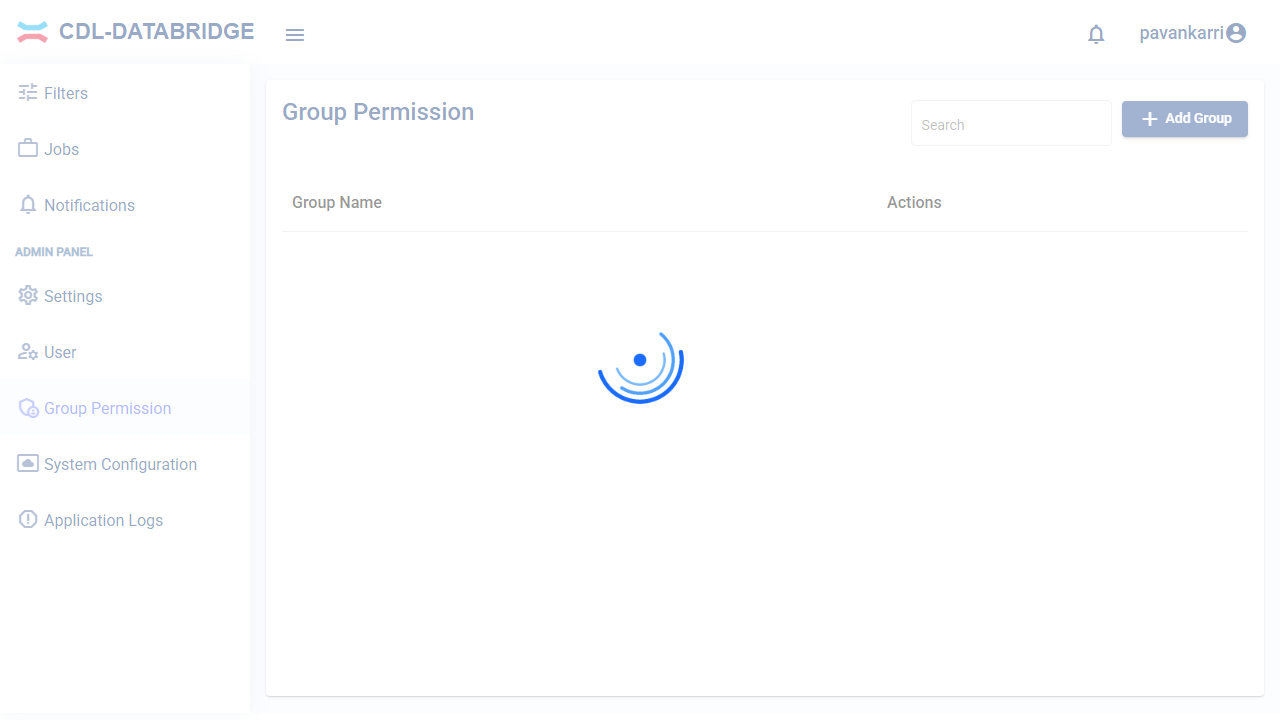 CDL-DATABRIDGE
pavankarri
Filters
Jobs
Notifications
ADMIN PANEL
Settings
User
Group Permission
System Configuration
Application Logs
Group Permission
Search
Add Group
Group Name
Actions